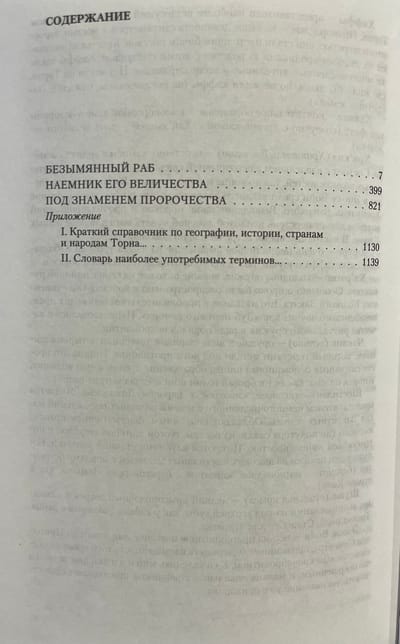 СОДЕРЖАНИЕ
БЕЗЫМЯННЫЙ РАБ . . . . . . . . . . . . . . . . . . . . . 7
НАЕМНИК ЕГО ВЕЛИЧЕСТВА . . . . . . . . . . . . . . . 399
ПОД ЗНАМЕНЕМ ПРОРОЧЕСТВА . . . . . . . . . . . . . 821
Приложение
I. Краткий справочник по географии, истории, странам
и народам Торна... 1130
II. Словарь наиболее употребимых терминов... 1139